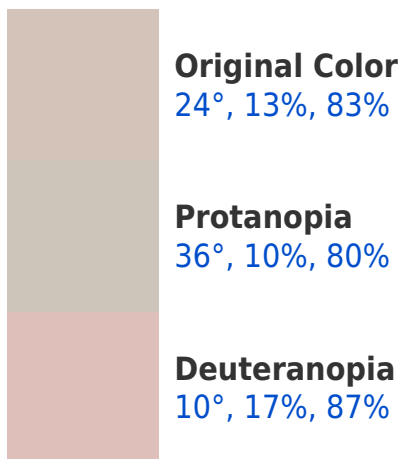 Original Color
24°, 13%, 83%
Protanopia
36°, 10%, 80%
Deuteranopia
10°, 17%, 87%